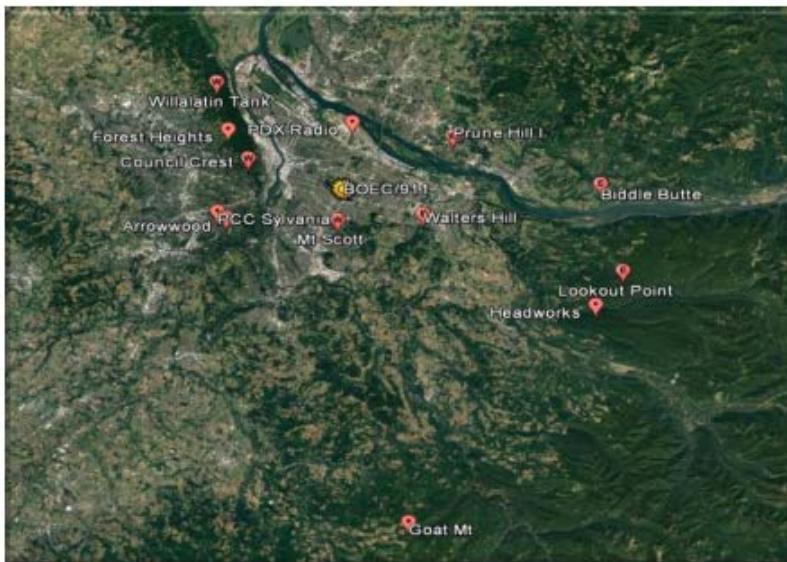 Willalatin Tank
Forest Heights
PDX Radio
Prune Hill I
Council Crest
BOEC/911
Biddle Butte
Arrowwood
PCC Sylvania
Walters Hill
Mt Scott
Lookout Point
Headworks
Goat Mt